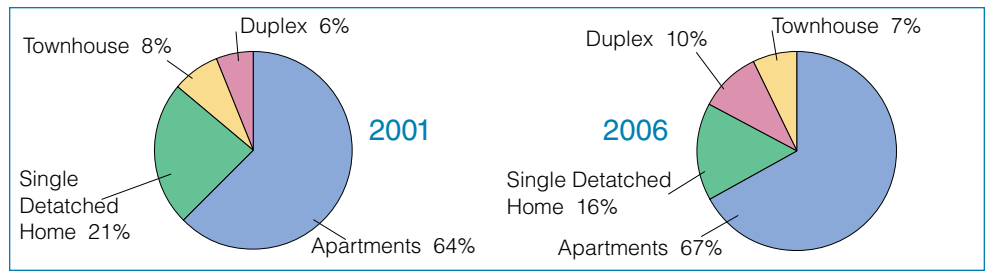 Duplex 6%
Townhouse 8%
2001
Single
Detatched
Home 21%
Apartments 64%
Townhouse 7%
Duplex 10%
2006
Single Detatched
Home 16%
Apartments 67%